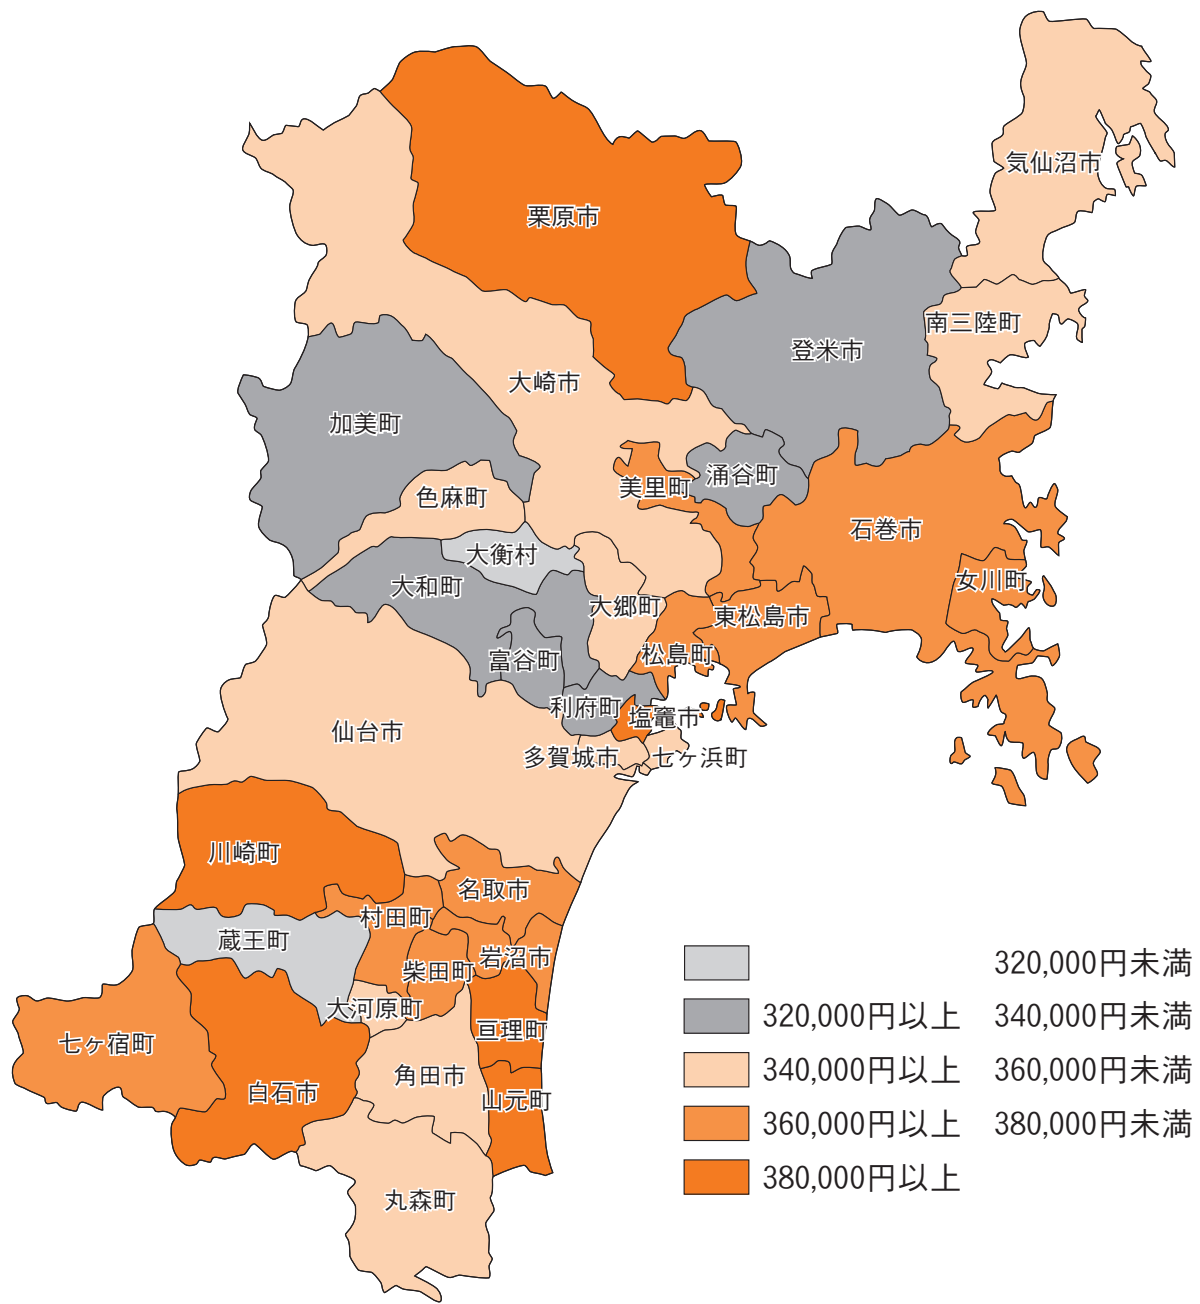 気仙沼市
栗原市
南三陸町
登米市
大崎市
加美町
涌谷町
美里町
色麻町
石巻市
大衡村
女川町
大和町
大郷町
東松島市
松島町
富谷町
利府町
塩竈市
仙台市
多賀城市
七ヶ浜町
川崎町
名取市
村田町
蔵王町
岩沼市
柴田町
大河原町
亘理町
七ヶ宿町
角田市
白石市
山元町
丸森町
320,000円未満
320,000円以上 340,000円未満
340,000円以上 360,000円未満
360,000円以上 380,000円未満
380,000円以上